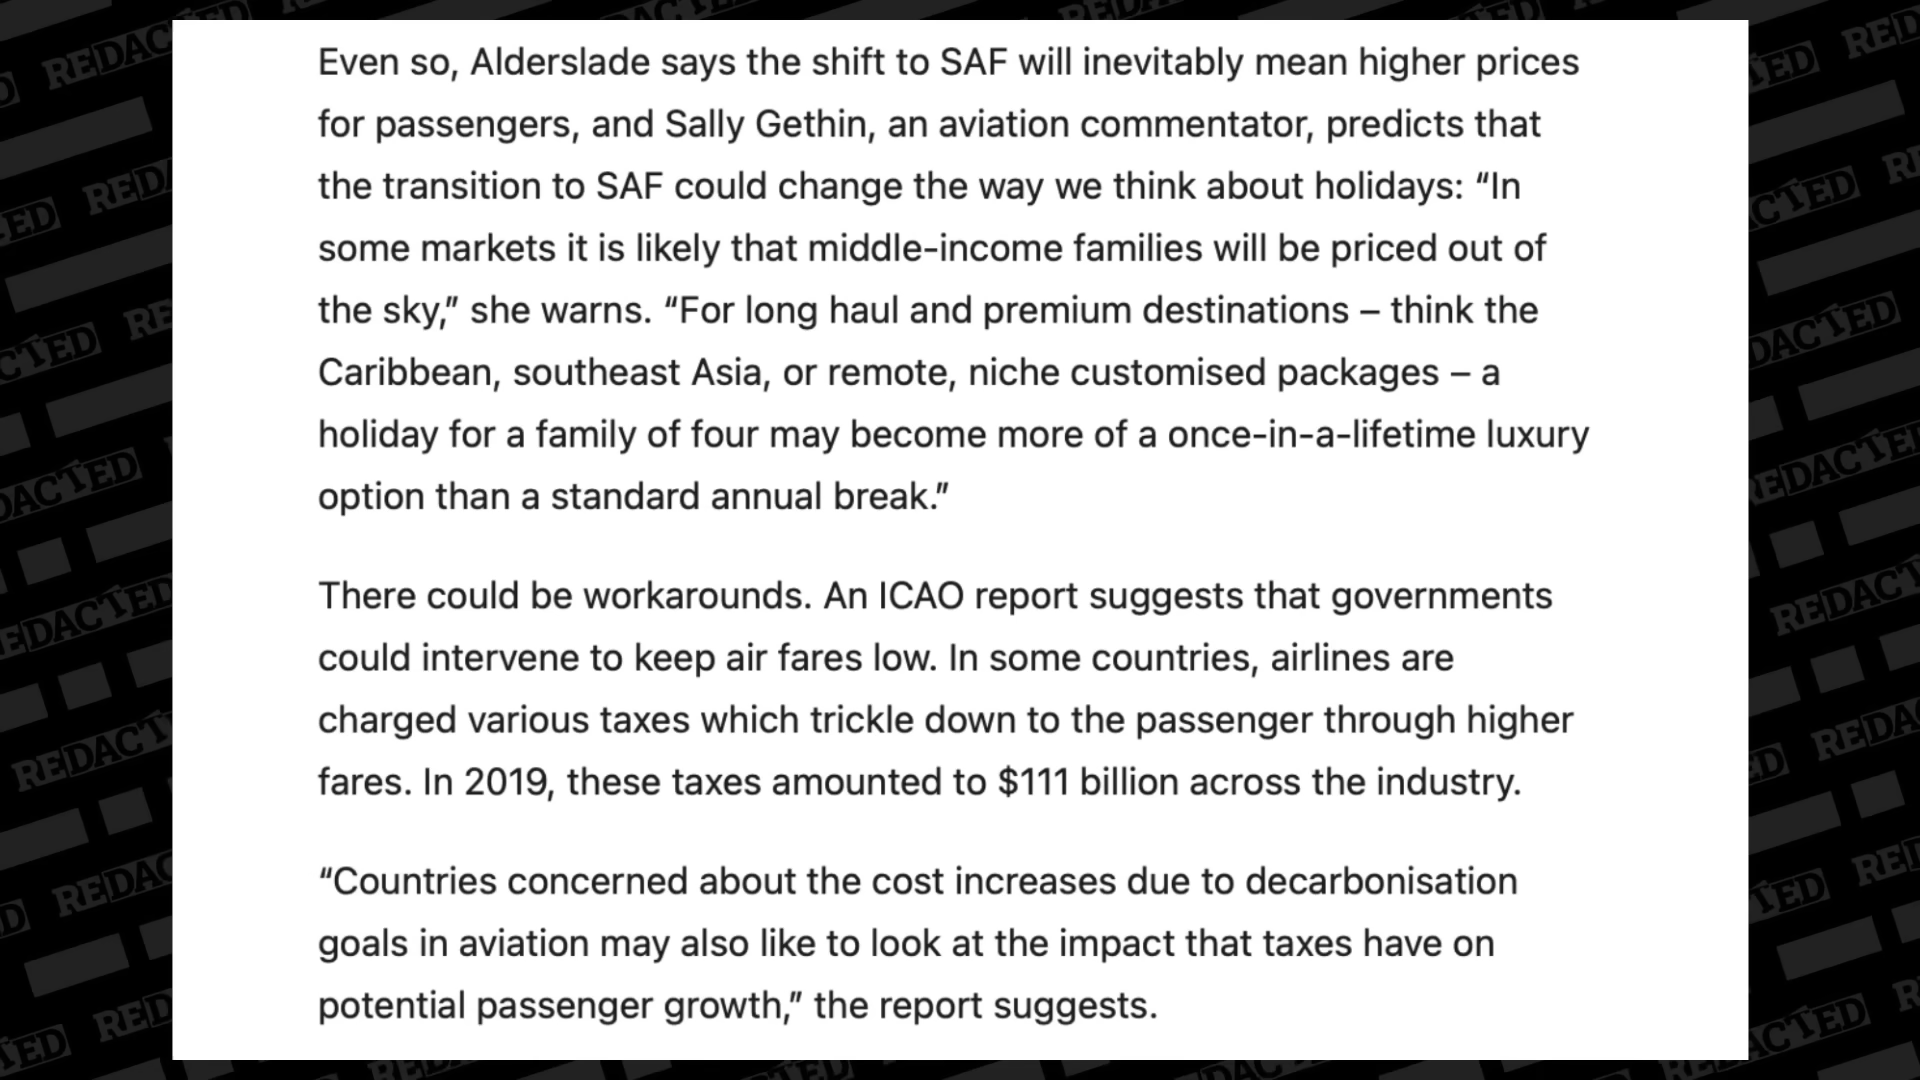 Even so, Alderslade says the shift to SAF will inevitably mean higher prices
for passengers, and Sally Gethin, an aviation commentator, predicts that
the transition to SAF could change the way we think about holidays: “In
some markets it is likely that middle-income families will be priced out of
the sky,” she warns. “For long haul and premium destinations – think the
Caribbean, southeast Asia, or remote, niche customised packages – a
holiday for a family of four may become more of a once-in-a-lifetime luxury
option than a standard annual break.”
There could be workarounds. An ICAO report suggests that governments
could intervene to keep air fares low. In some countries, airlines are
charged various taxes which trickle down to the passenger through higher
fares. In 2019, these taxes amounted to $111 billion across the industry.
“Countries concerned about the cost increases due to decarbonisation
goals in aviation may also like to look at the impact that taxes have on
potential passenger growth,” the report suggests.
REDACTED